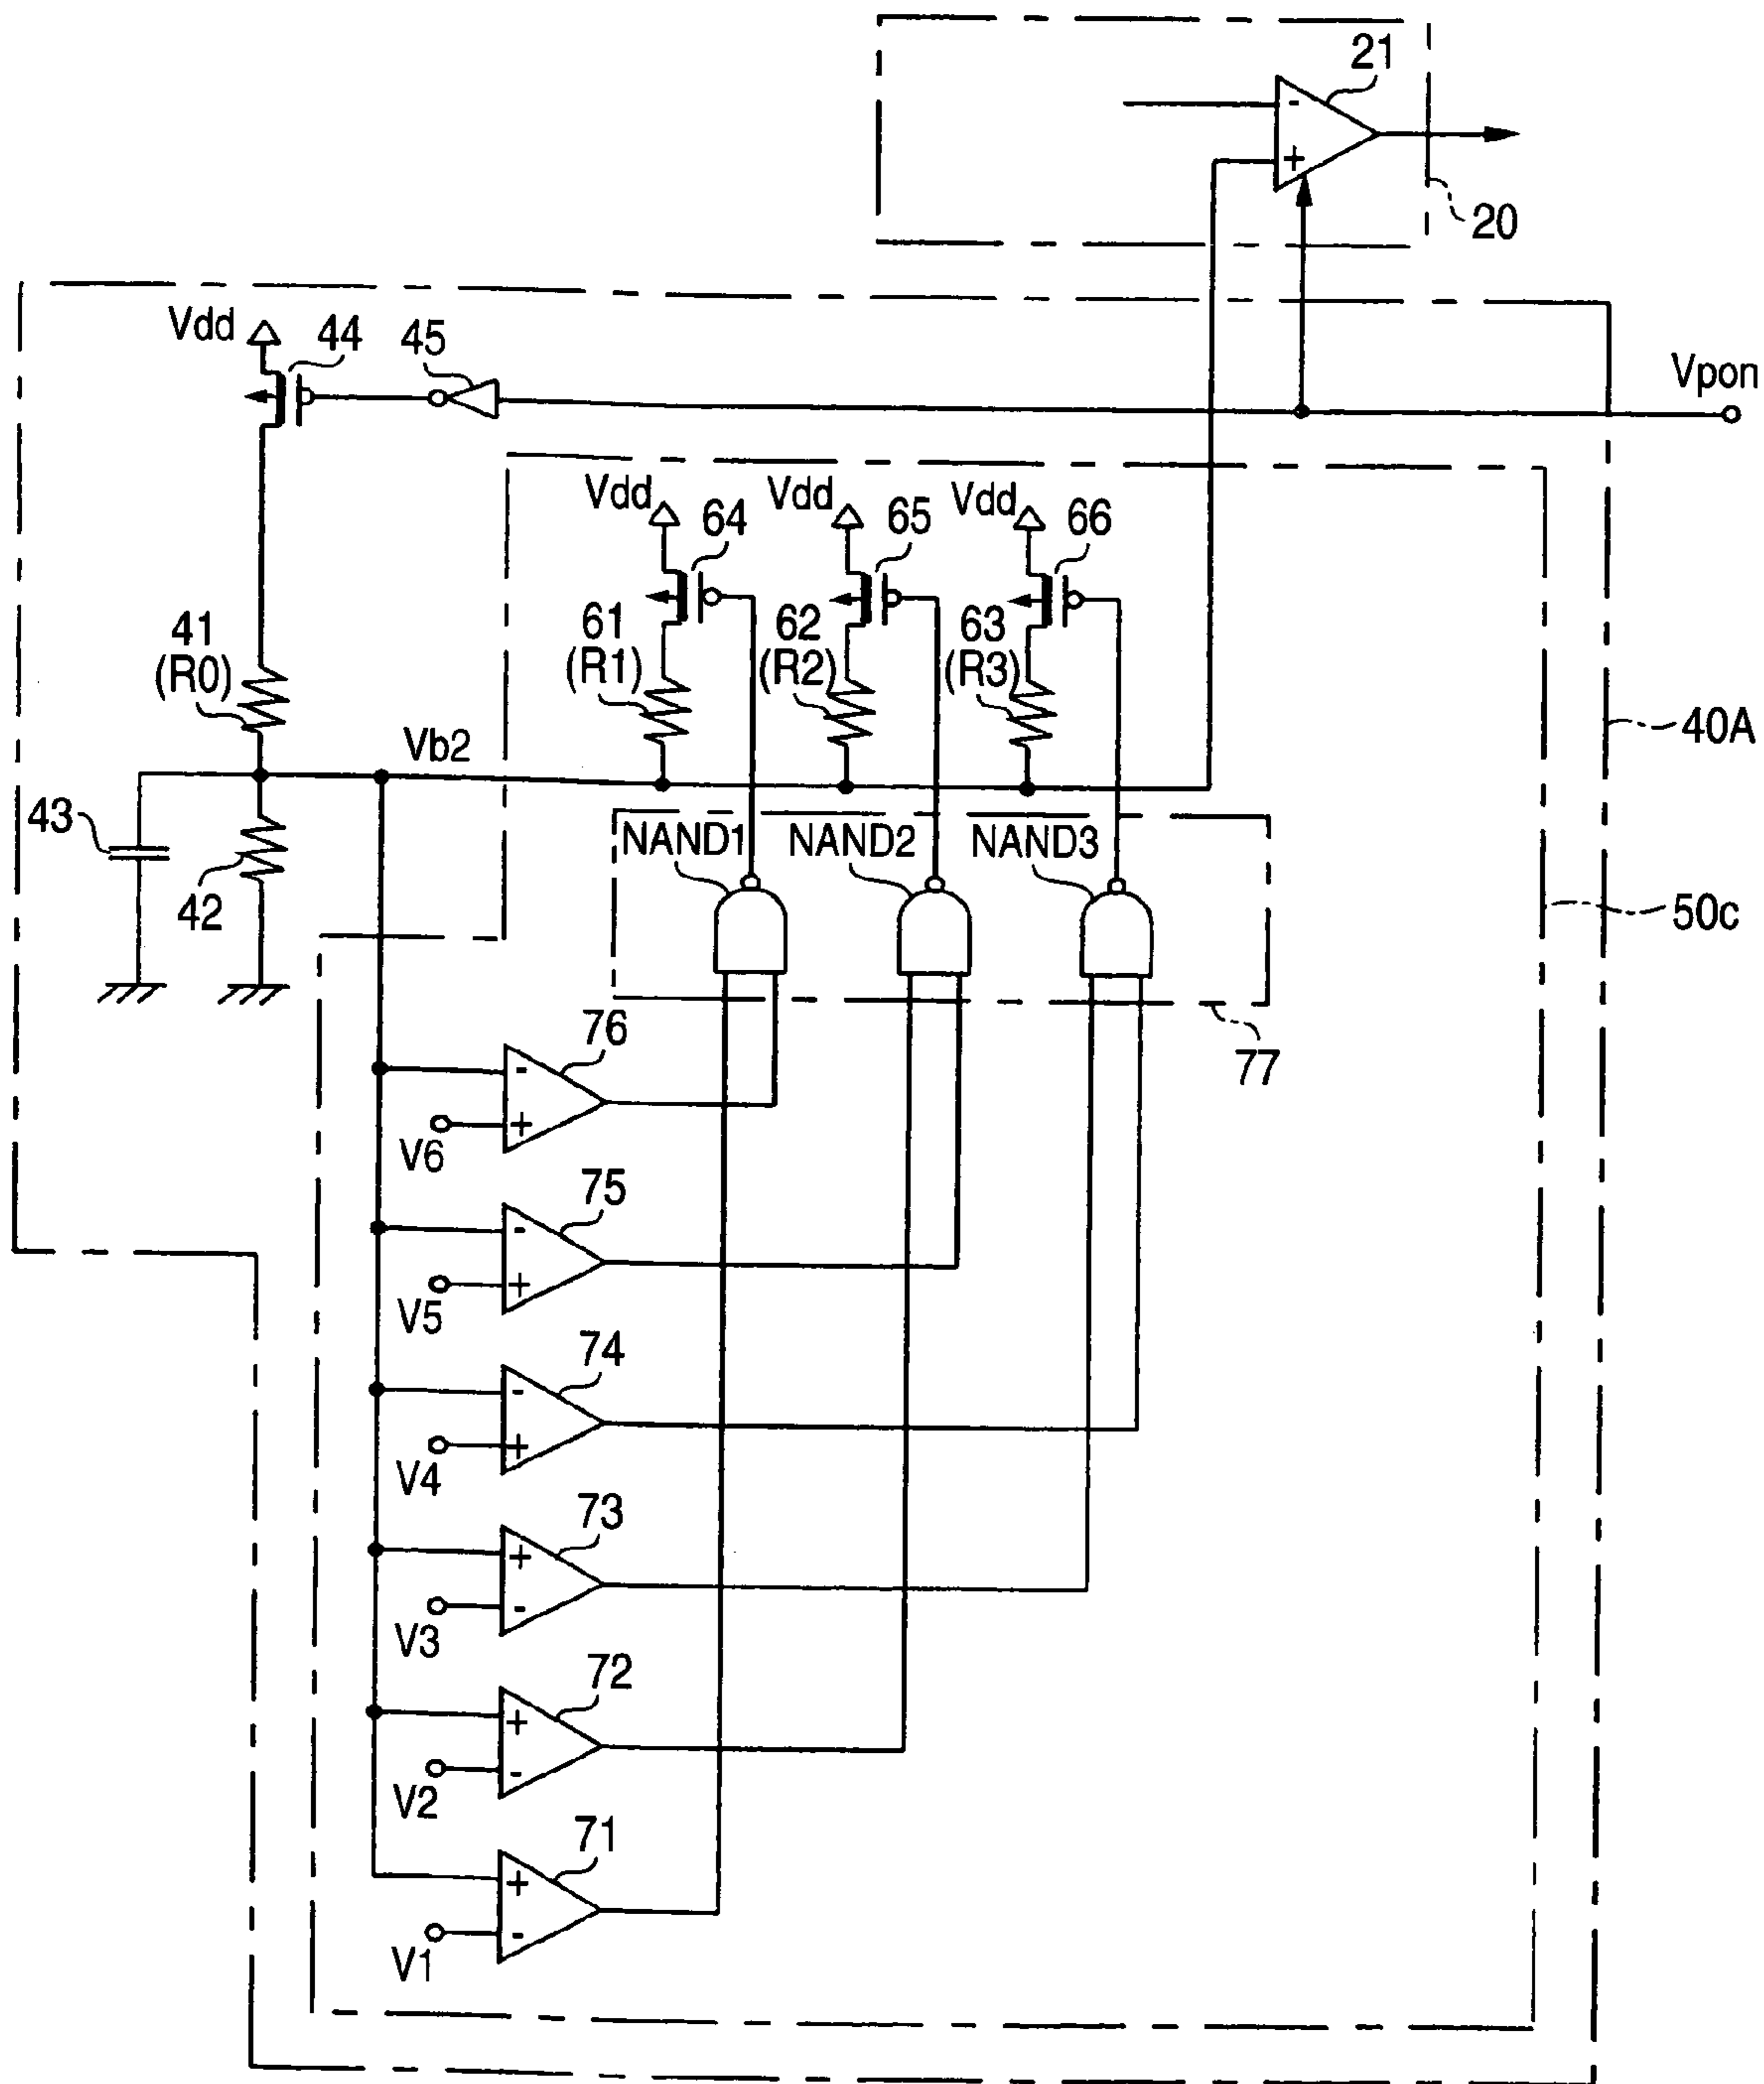 21
-
+
20
Vdd
44
45
Vpon
Vdd
64
Vdd
65
Vdd
66
41
(R0)
61
(R1)
62
(R2)
63
(R3)
40A
Vb2
43
42
NAND1
NAND2
NAND3
50c
77
76
-
+
V6
75
-
+
V5
74
-
+
V4
73
+
-
V3
72
+
-
V2
71
+
-
V1